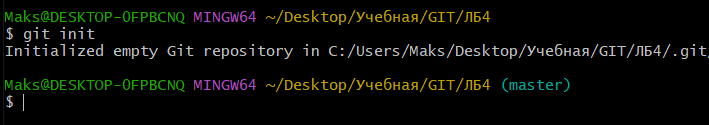 Maks@DESKTOP-0FPBCNQ MINGW64 ~/Desktop/Учебная/GIT/ЛБ4
$ git init
Initialized empty Git repository in C:/Users/Maks/Desktop/Учебная/GIT/ЛБ4/.git/
Maks@DESKTOP-0FPBCNQ MINGW64 ~/Desktop/Учебная/GIT/ЛБ4 (master)
$